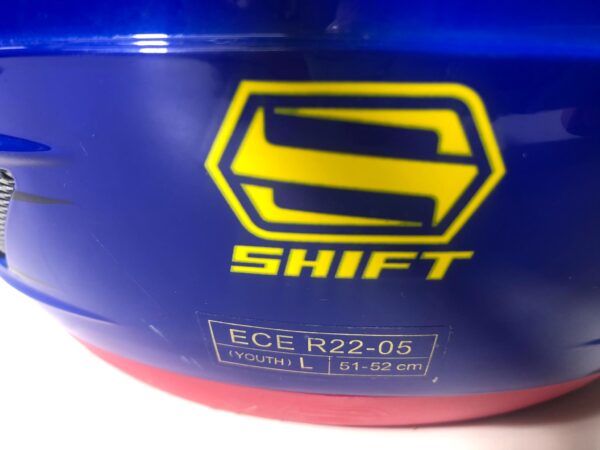 SHIFT
ECE R22-05
(YOUTH) L 51-52 cm